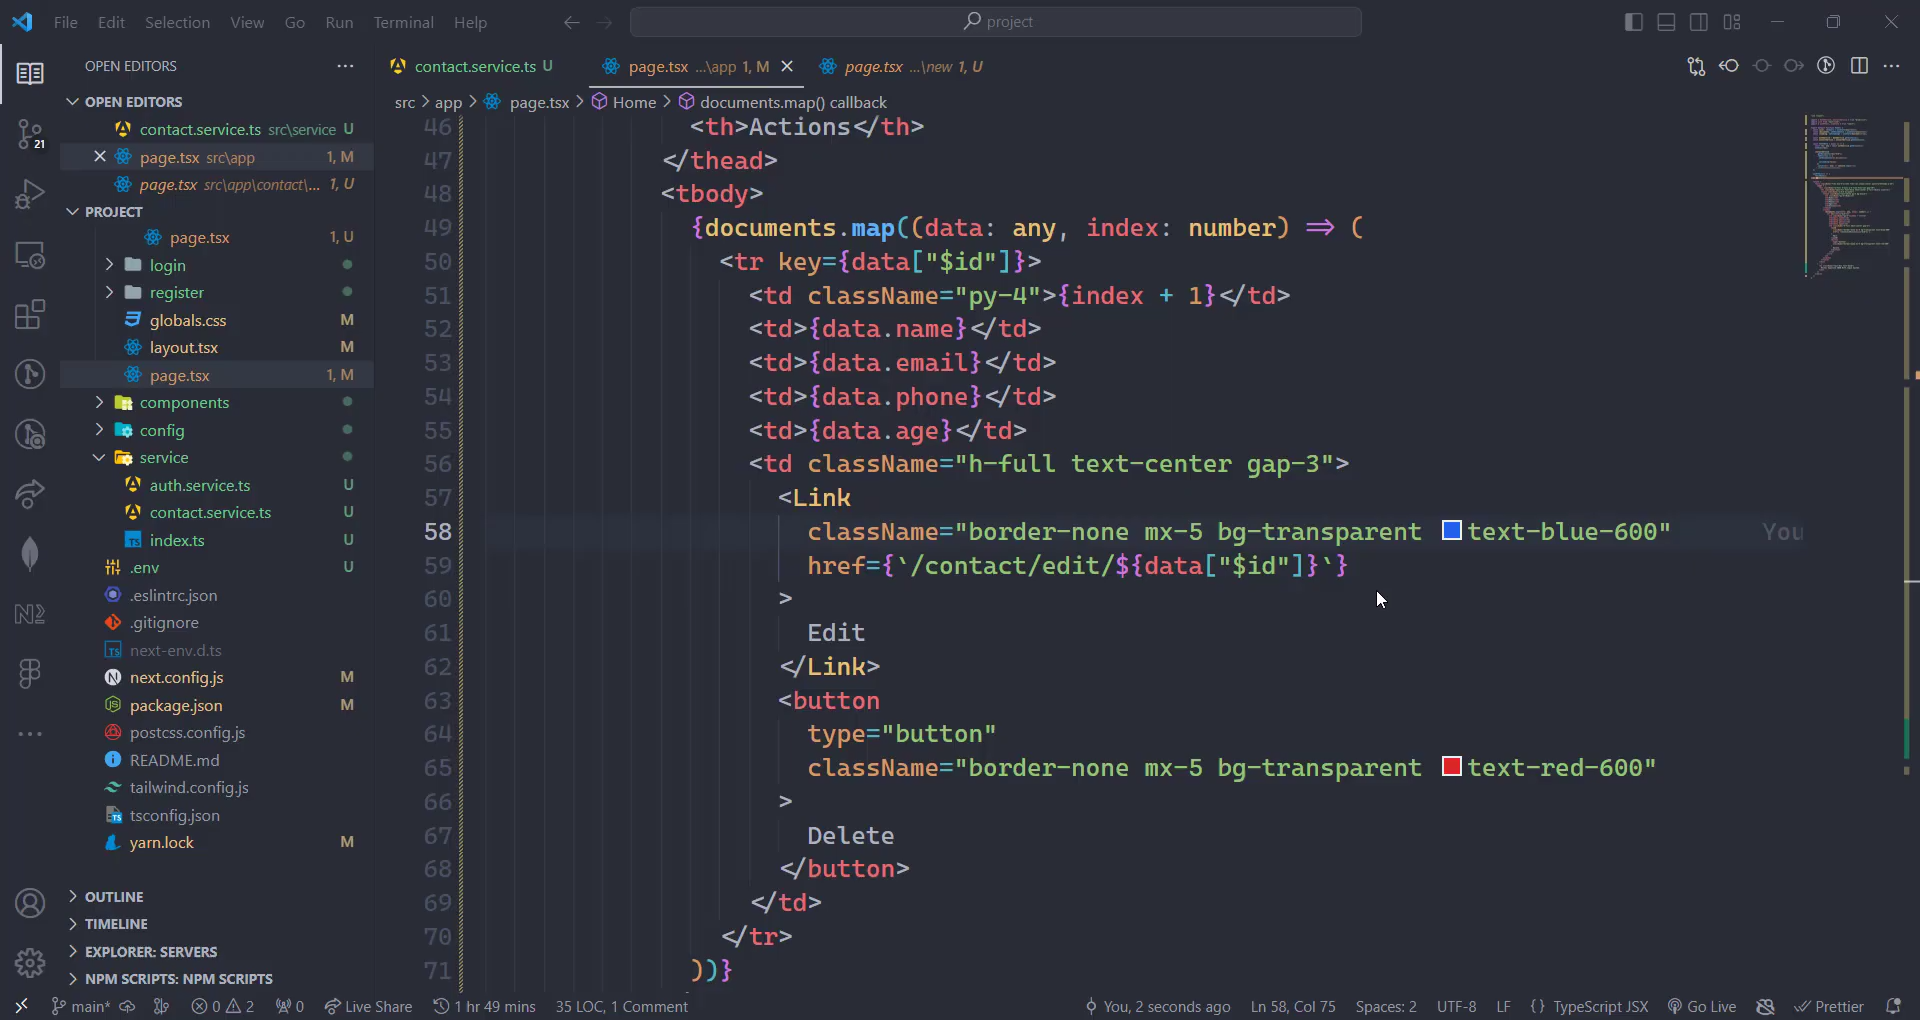 File Edit Selection View Go Run Terminal Help
project
OPEN EDITORS
contact.service.ts U
page.tsx ...\app 1, M
page.tsx ...\new 1, U
OPEN EDITORS
src > app > page.tsx > Home > documents.map() callback
contact.service.ts src\service U
page.tsx src\app 1, M
page.tsx src\app\contact\... 1, U
PROJECT
page.tsx 1, U
login
register
globals.css M
layout.tsx M
page.tsx 1, M
components
config
service
auth.service.ts U
contact.service.ts U
index.ts U
.env U
.eslintrc.json
.gitignore
next-env.d.ts
next.config.js M
package.json M
postcss.config.js
README.md
tailwind.config.js
tsconfig.json
yarn.lock M
OUTLINE
TIMELINE
EXPLORER: SERVERS
NPM SCRIPTS: NPM SCRIPTS
21
46 <th>Actions</th>
47 </thead>
48 <tbody>
49 {documents.map((data: any, index: number) => (
50 <tr key={data["$id"]}>
51 <td className="py-4">{index + 1}</td>
52 <td>{data.name}</td>
53 <td>{data.email}</td>
54 <td>{data.phone}</td>
55 <td>{data.age}</td>
56 <td className="h-full text-center gap-3">
57 <Link
58 className="border-none mx-5 bg-transparent text-blue-600" You
59 href={`/contact/edit/${data["$id"]}`}
60 >
61 Edit
62 </Link>
63 <button
64 type="button"
65 className="border-none mx-5 bg-transparent text-red-600"
66 >
67 Delete
68 </button>
69 </td>
70 </tr>
71 ))}
main* 0 2 0 Live Share 1 hr 49 mins 35 LOC, 1 Comment You, 2 seconds ago Ln 58, Col 75 Spaces: 2 UTF-8 LF {} TypeScript JSX Go Live Prettier